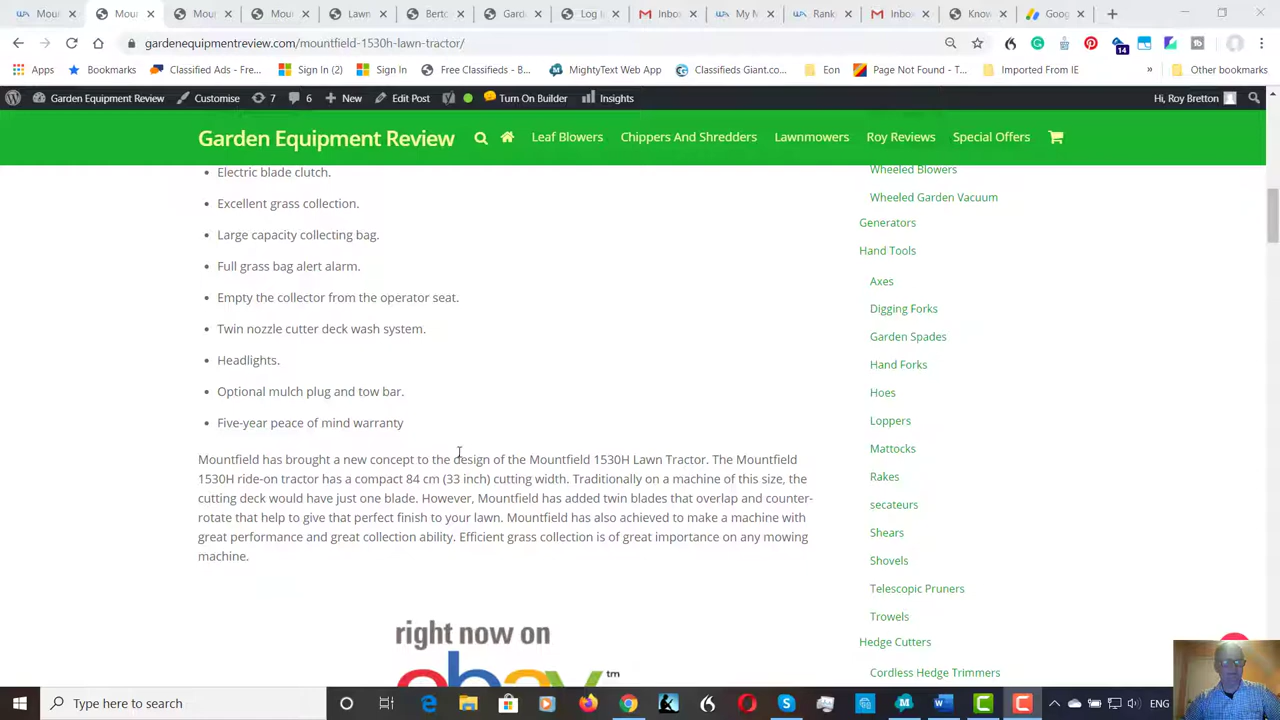 Mou
Mour
Mour
Mou
Lawn
Berto
Gard
Log I
Inbo
My M
Rank
Inbo
Know
Goog
gardenequipmentreview.com/mountfield-1530h-lawn-tractor/
14
Apps
Bookmarks
Classified Ads - Fre...
Sign In (2)
Sign In
Free Classifieds - B...
MightyText Web App
Classifieds Giant.co...
Eon
Page Not Found - T...
Imported From IE
»
Other bookmarks
Garden Equipment Review
Customise
7
6
New
Edit Post
Turn On Builder
Insights
Hi, Roy Bretton
Garden Equipment Review
Leaf Blowers
Chippers And Shredders
Lawnmowers
Roy Reviews
Special Offers
• Electric blade clutch.
• Excellent grass collection.
• Large capacity collecting bag.
• Full grass bag alert alarm.
• Empty the collector from the operator seat.
• Twin nozzle cutter deck wash system.
• Headlights.
• Optional mulch plug and tow bar.
• Five-year peace of mind warranty
Mountfield has brought a new concept to the design of the Mountfield 1530H Lawn Tractor. The Mountfield
1530H ride-on tractor has a compact 84 cm (33 inch) cutting width. Traditionally on a machine of this size, the
cutting deck would have just one blade. However, Mountfield has added twin blades that overlap and counter-
rotate that help to give that perfect finish to your lawn. Mountfield has also achieved to make a machine with
great performance and great collection ability. Efficient grass collection is of great importance on any mowing
machine.
right now on
ebay™
Wheeled Blowers
Wheeled Garden Vacuum
Generators
Hand Tools
Axes
Digging Forks
Garden Spades
Hand Forks
Hoes
Loppers
Mattocks
Rakes
secateurs
Shears
Shovels
Telescopic Pruners
Trowels
Hedge Cutters
Cordless Hedge Trimmers
Type here to search
ENG